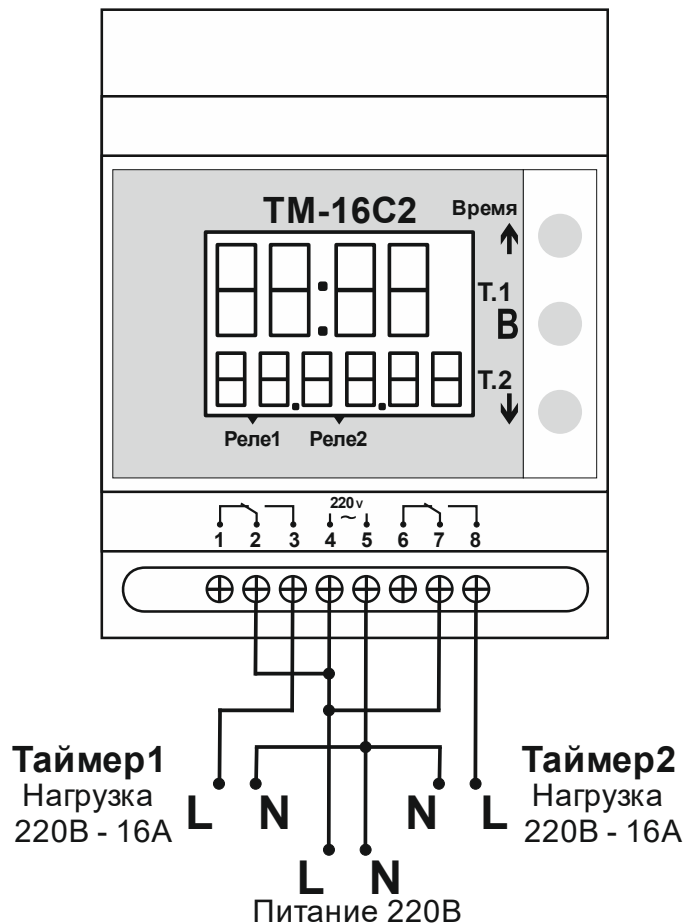 ТМ-16С2
Время
Т.1
В
Т.2
Реле1 Реле2
220 v
~
1 2 3 4 5 6 7 8
Таймер1
Нагрузка
220В - 16А
L N
N L
Таймер2
Нагрузка
220В - 16А
L N
Питание 220В